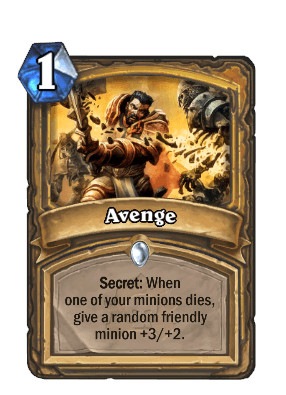 1
Avenge
Secret: When
one of your minions dies,
give a random friendly
minion +3/+2.